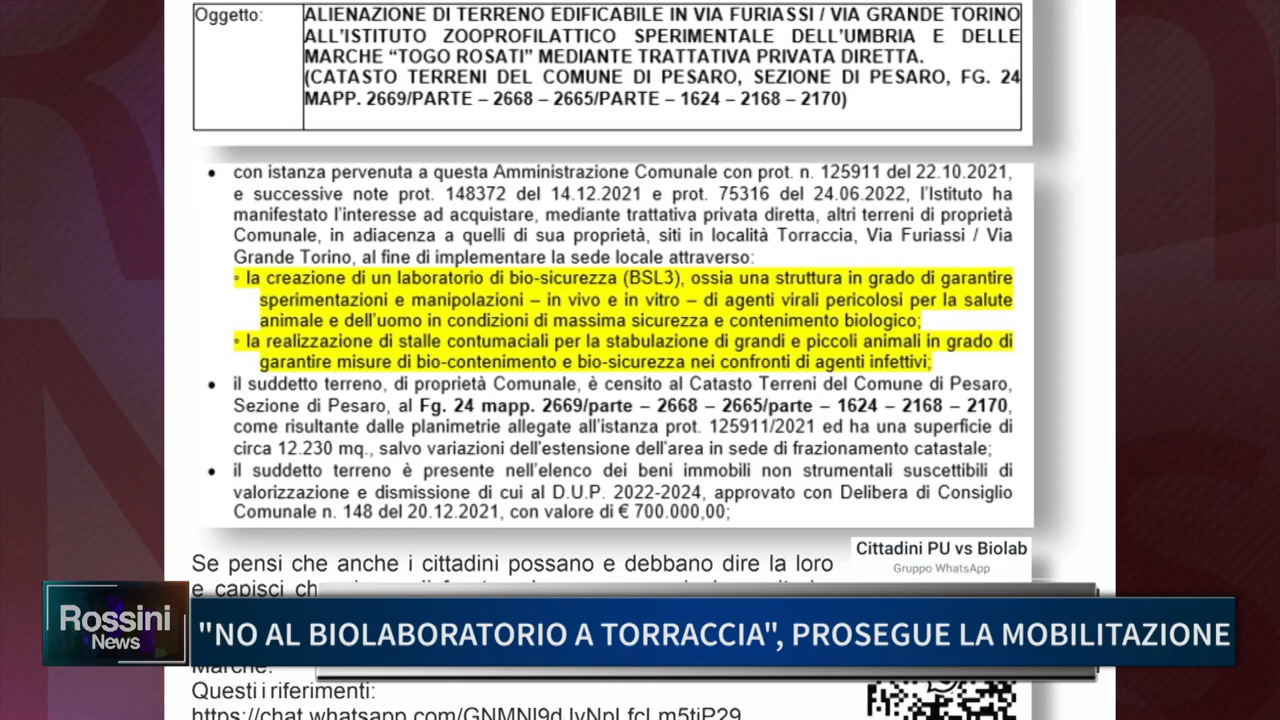 Oggetto:
ALIENAZIONE DI TERRENO EDIFICABILE IN VIA FURIASSI / VIA GRANDE TORINO
ALL'ISTITUTO ZOOPROFILATTICO SPERIMENTALE DELL'UMBRIA E DELLE
MARCHE "TOGO ROSATI" MEDIANTE TRATTATIVA PRIVATA DIRETTA.
(CATASTO TERRENI DEL COMUNE DI PESARO, SEZIONE DI PESARO, FG. 24
MAPP. 2669/PARTE – 2668 – 2665/PARTE – 1624 – 2168 – 2170)
• con istanza pervenuta a questa Amministrazione Comunale con prot. n. 125911 del 22.10.2021,
e successive note prot. 148372 del 14.12.2021 e prot. 75316 del 24.06.2022, l'Istituto ha
manifestato l'interesse ad acquistare, mediante trattativa privata diretta, altri terreni di proprietà
Comunale, in adiacenza a quelli di sua proprietà, siti in località Torraccia, Via Furiassi / Via
Grande Torino, al fine di implementare la sede locale attraverso:
◦ la creazione di un laboratorio di bio-sicurezza (BSL3), ossia una struttura in grado di garantire
sperimentazioni e manipolazioni – in vivo e in vitro – di agenti virali pericolosi per la salute
animale e dell'uomo in condizioni di massima sicurezza e contenimento biologico;
◦ la realizzazione di stalle contumaciali per la stabulazione di grandi e piccoli animali in grado di
garantire misure di bio-contenimento e bio-sicurezza nei confronti di agenti infettivi;
• il suddetto terreno, di proprietà Comunale, è censito al Catasto Terreni del Comune di Pesaro,
Sezione di Pesaro, al Fg. 24 mapp. 2669/parte – 2668 – 2665/parte – 1624 – 2168 – 2170,
come risultante dalle planimetrie allegate all'istanza prot. 125911/2021 ed ha una superficie di
circa 12.230 mq., salvo variazioni dell'estensione dell'area in sede di frazionamento catastale;
• il suddetto terreno è presente nell'elenco dei beni immobili non strumentali suscettibili di
valorizzazione e dismissione di cui al D.U.P. 2022-2024, approvato con Delibera di Consiglio
Comunale n. 148 del 20.12.2021, con valore di € 700.000,00;
Se pensi che anche i cittadini possano e debbano dire la loro
e capisci ch
Cittadini PU vs Biolab
Gruppo WhatsApp
Rossini
News
"NO AL BIOLABORATORIO A TORRACCIA", PROSEGUE LA MOBILITAZIONE
Marche.
Questi i riferimenti: